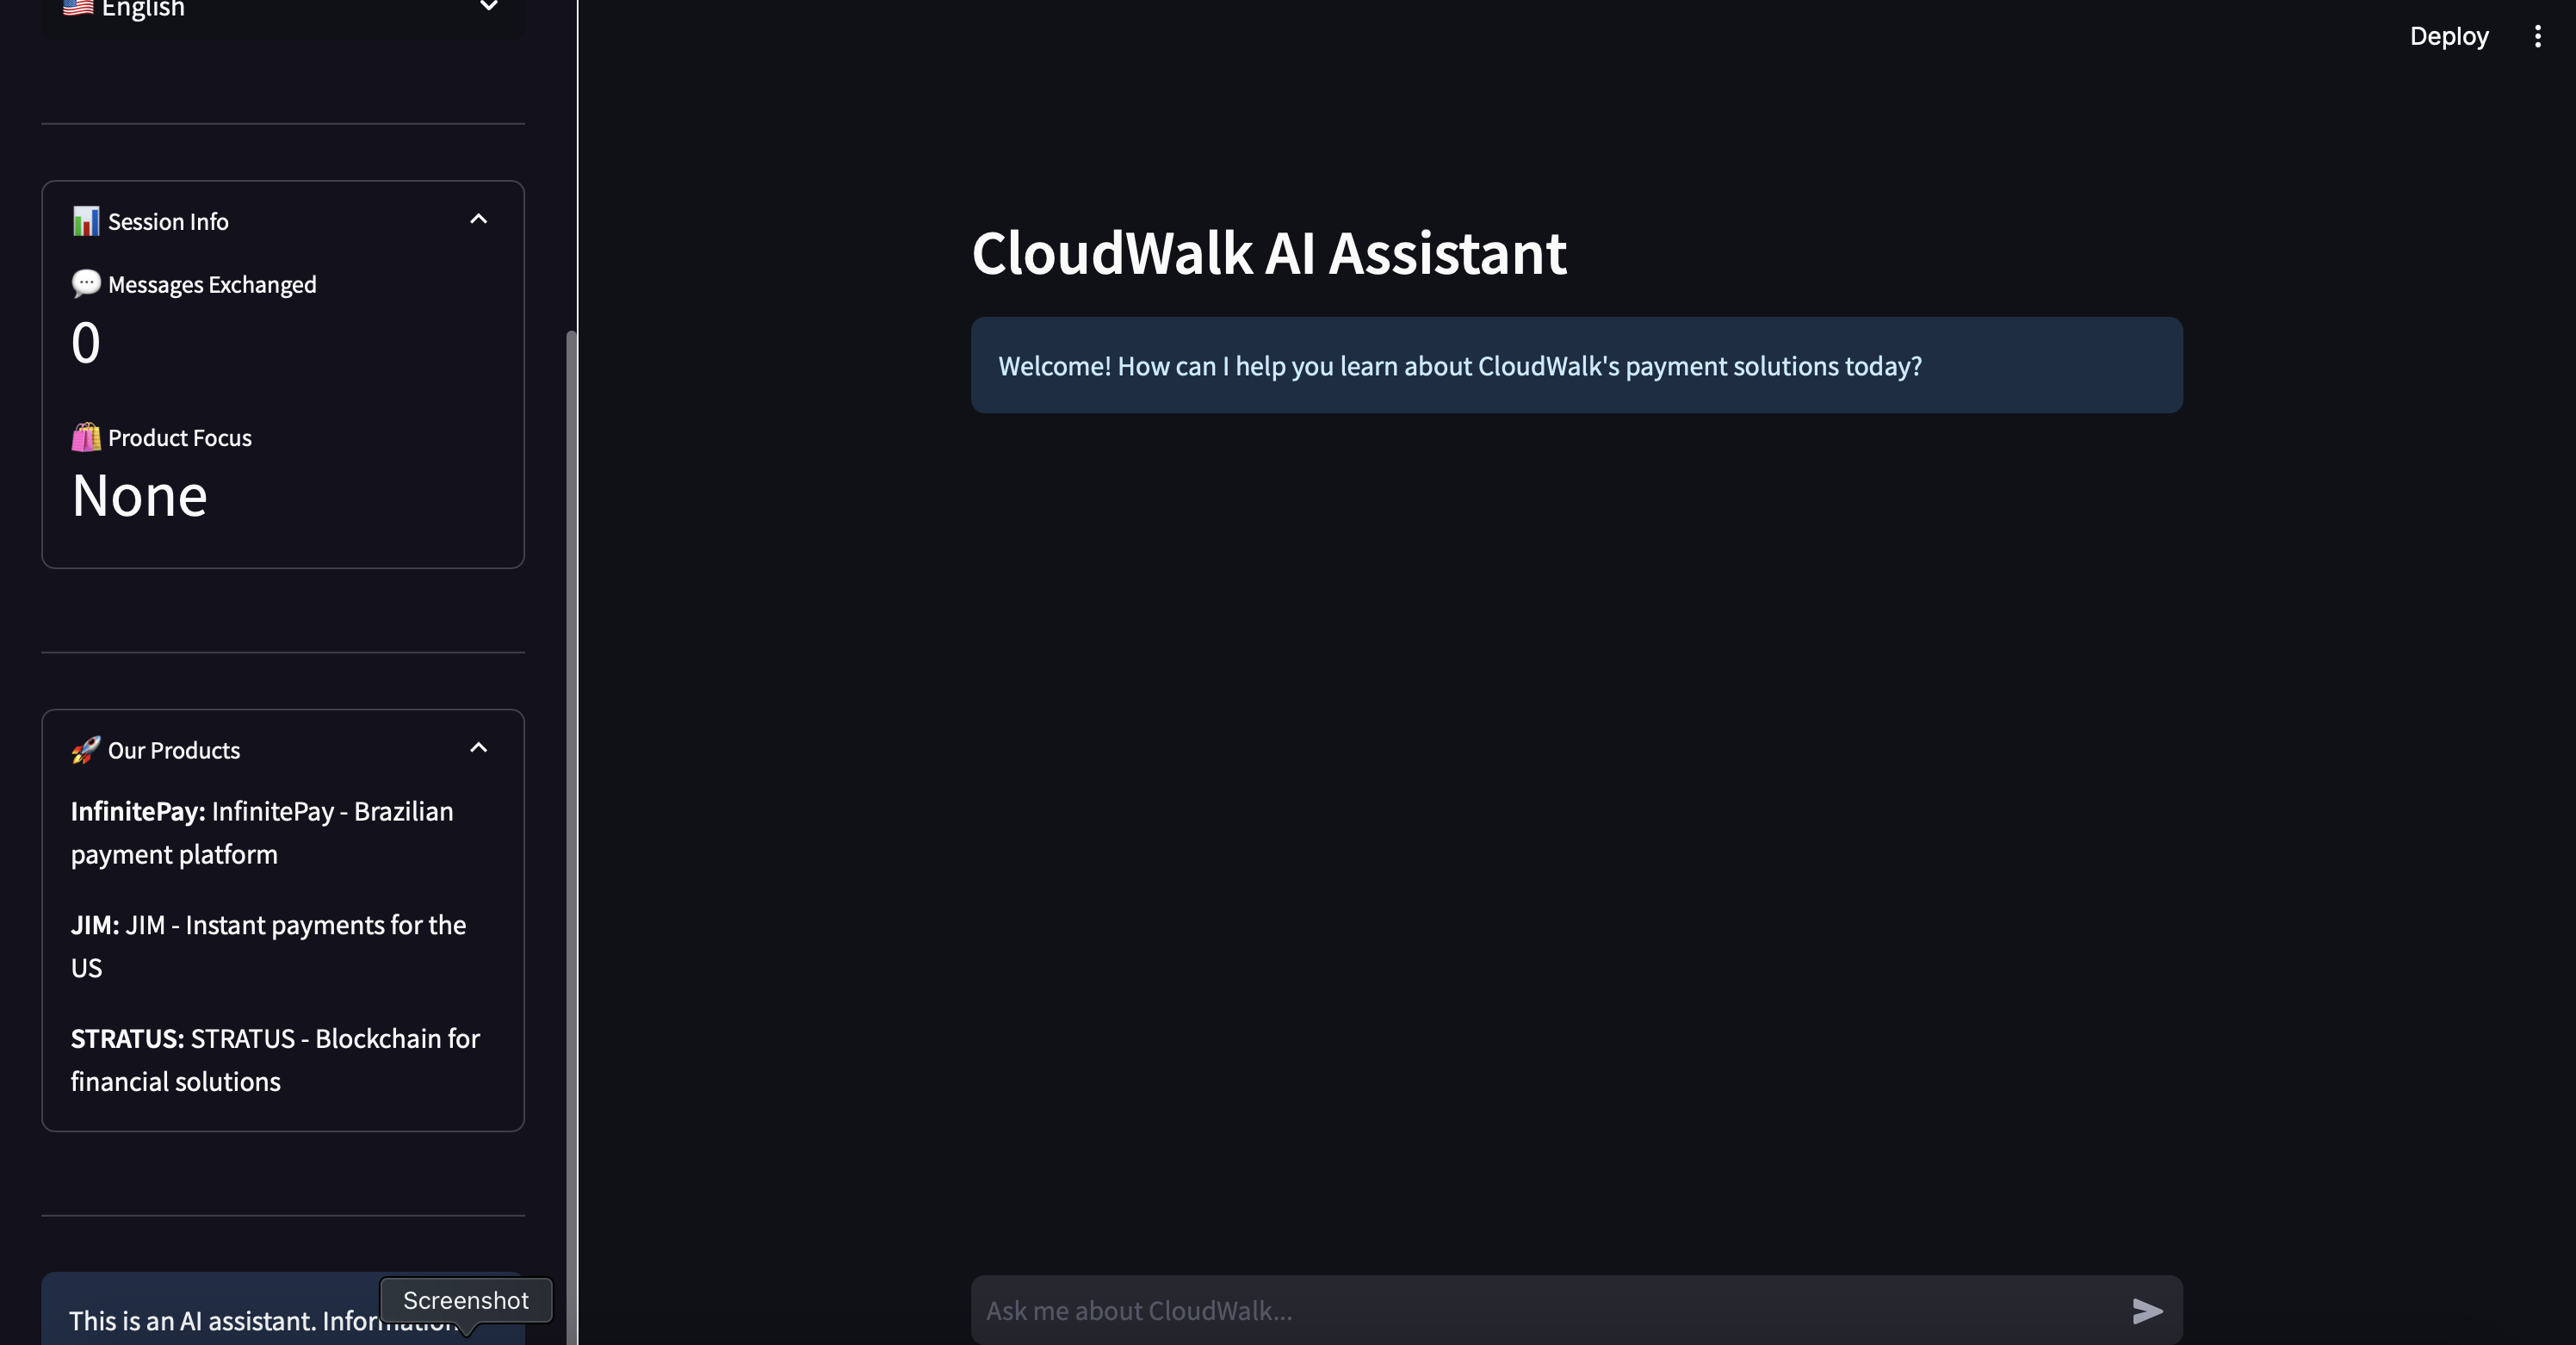 English
Session Info
Messages Exchanged
0
Product Focus
None
Our Products
InfinitePay: InfinitePay - Brazilian
payment platform
JIM: JIM - Instant payments for the
US
STRATUS: STRATUS - Blockchain for
financial solutions
This is an AI assistant. Information
Screenshot
Deploy
CloudWalk AI Assistant
Welcome! How can I help you learn about CloudWalk's payment solutions today?
Ask me about CloudWalk...